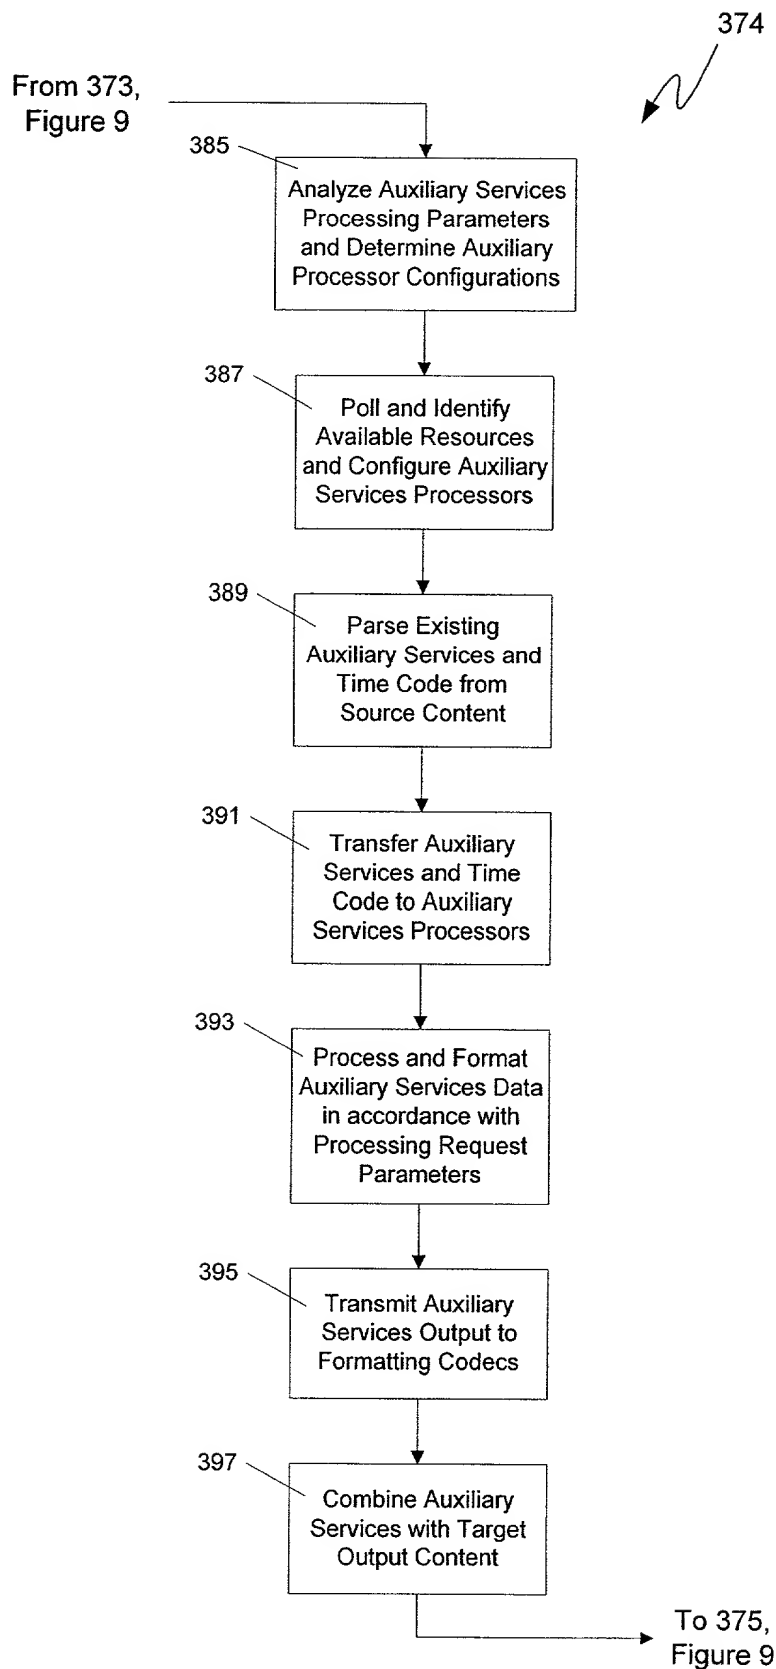 374
From 373,
Figure 9
385
Analyze Auxiliary Services
Processing Parameters
and Determine Auxiliary
Processor Configurations
387
Poll and Identify
Available Resources
and Configure Auxiliary
Services Processors
389
Parse Existing
Auxiliary Services and
Time Code from
Source Content
391
Transfer Auxiliary
Services and Time
Code to Auxiliary
Services Processors
393
Process and Format
Auxiliary Services Data
in accordance with
Processing Request
Parameters
395
Transmit Auxiliary
Services Output to
Formatting Codecs
397
Combine Auxiliary
Services with Target
Output Content
To 375,
Figure 9